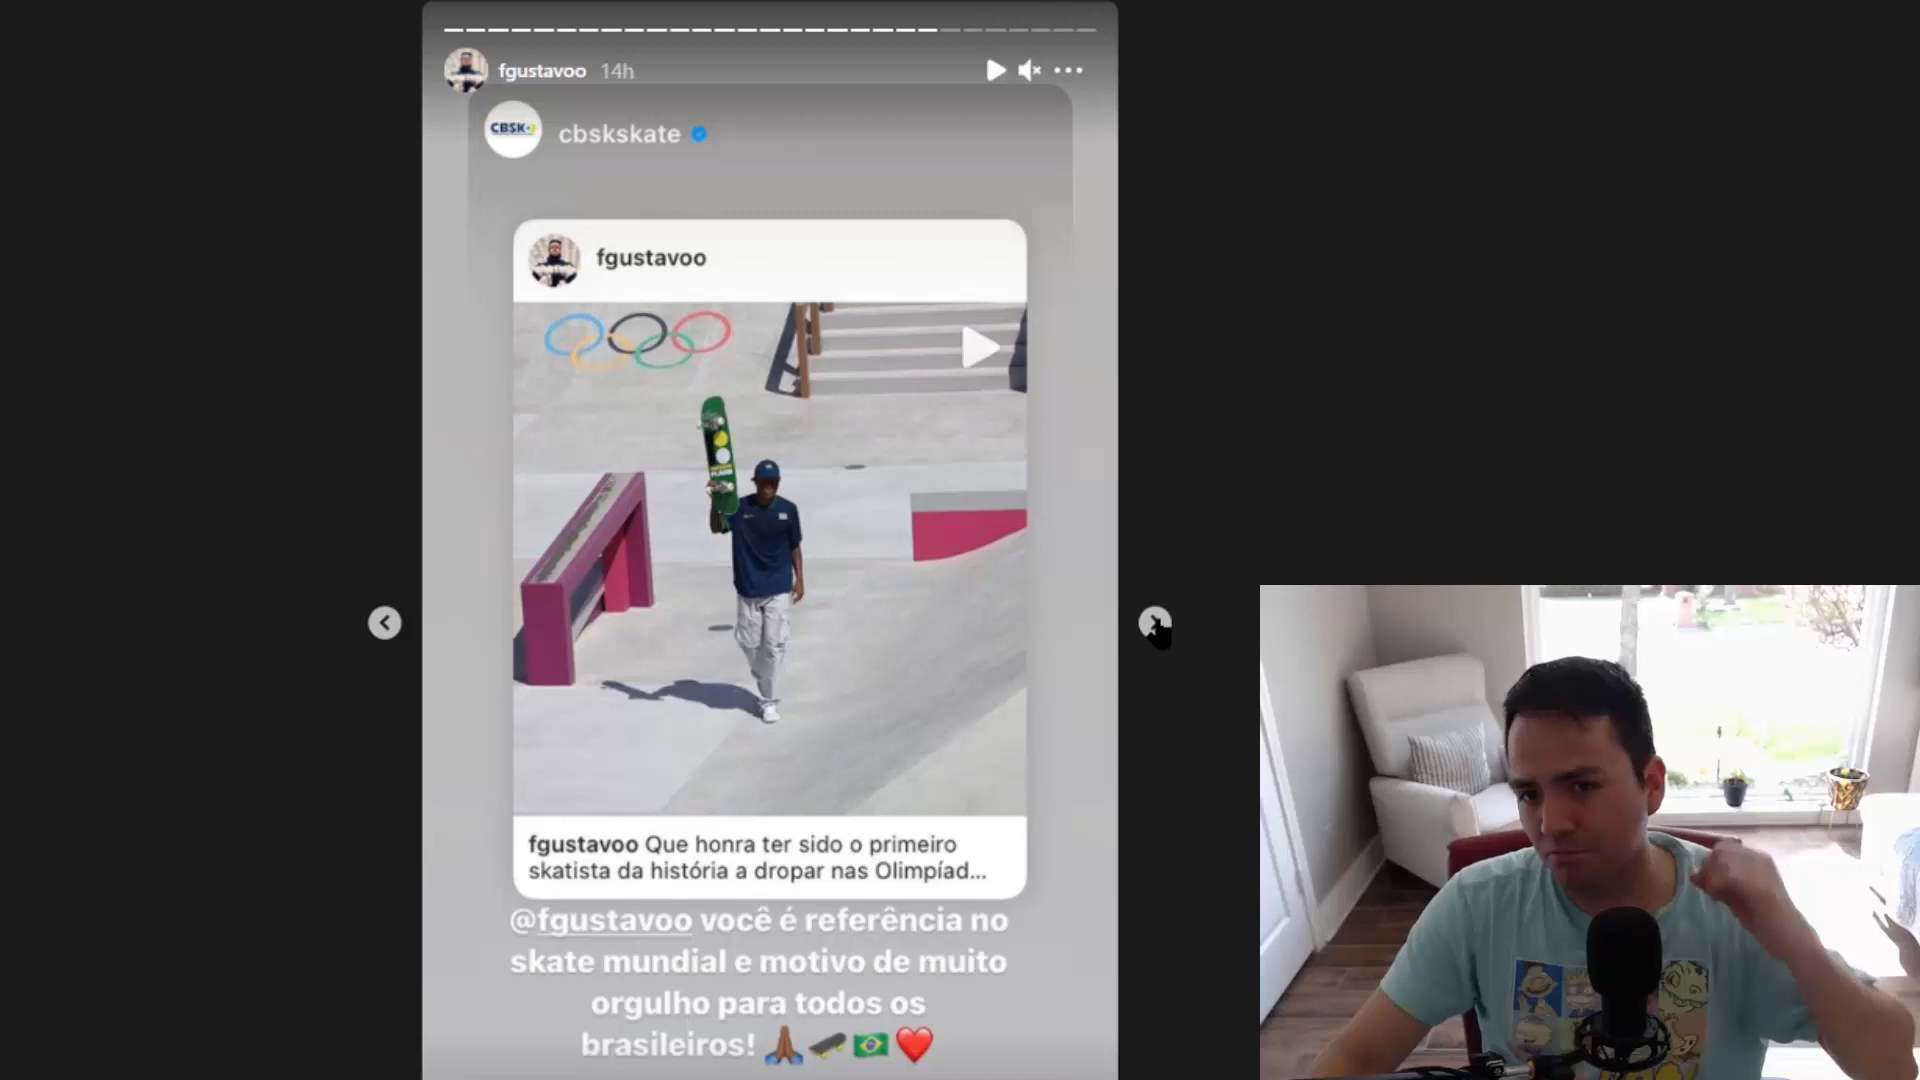 fgustavoo 14h
CBSK
cbskskate
fgustavoo
fgustavoo Que honra ter sido o primeiro
skatista da história a dropar nas Olimpíad...
@fgustavoo você é referência no
skate mundial e motivo de muito
orgulho para todos os
brasileiros! 🙏🏾🛹🇧🇷❤️